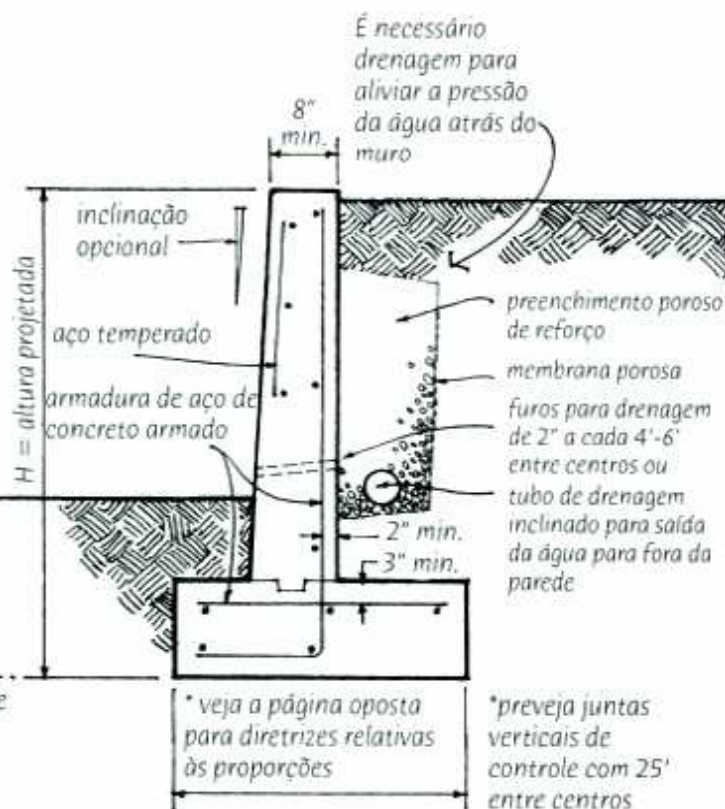 É necessário
drenagem para
aliviar a pressão
da água atrás do
muro
8"
min.
inclinação
opcional
H = altura projetada
aço temperado
armadura de aço de
concreto armado
preenchimento poroso
de reforço
membrana porosa
furos para drenagem
de 2" a cada 4'-6'
entre centros ou
tubo de drenagem
inclinado para saída
da água para fora da
parede
2" min.
3" min.
e
* veja a página oposta
para diretrizes relativas
às proporções
*preveja juntas
verticais de
controle com 25'
entre centros